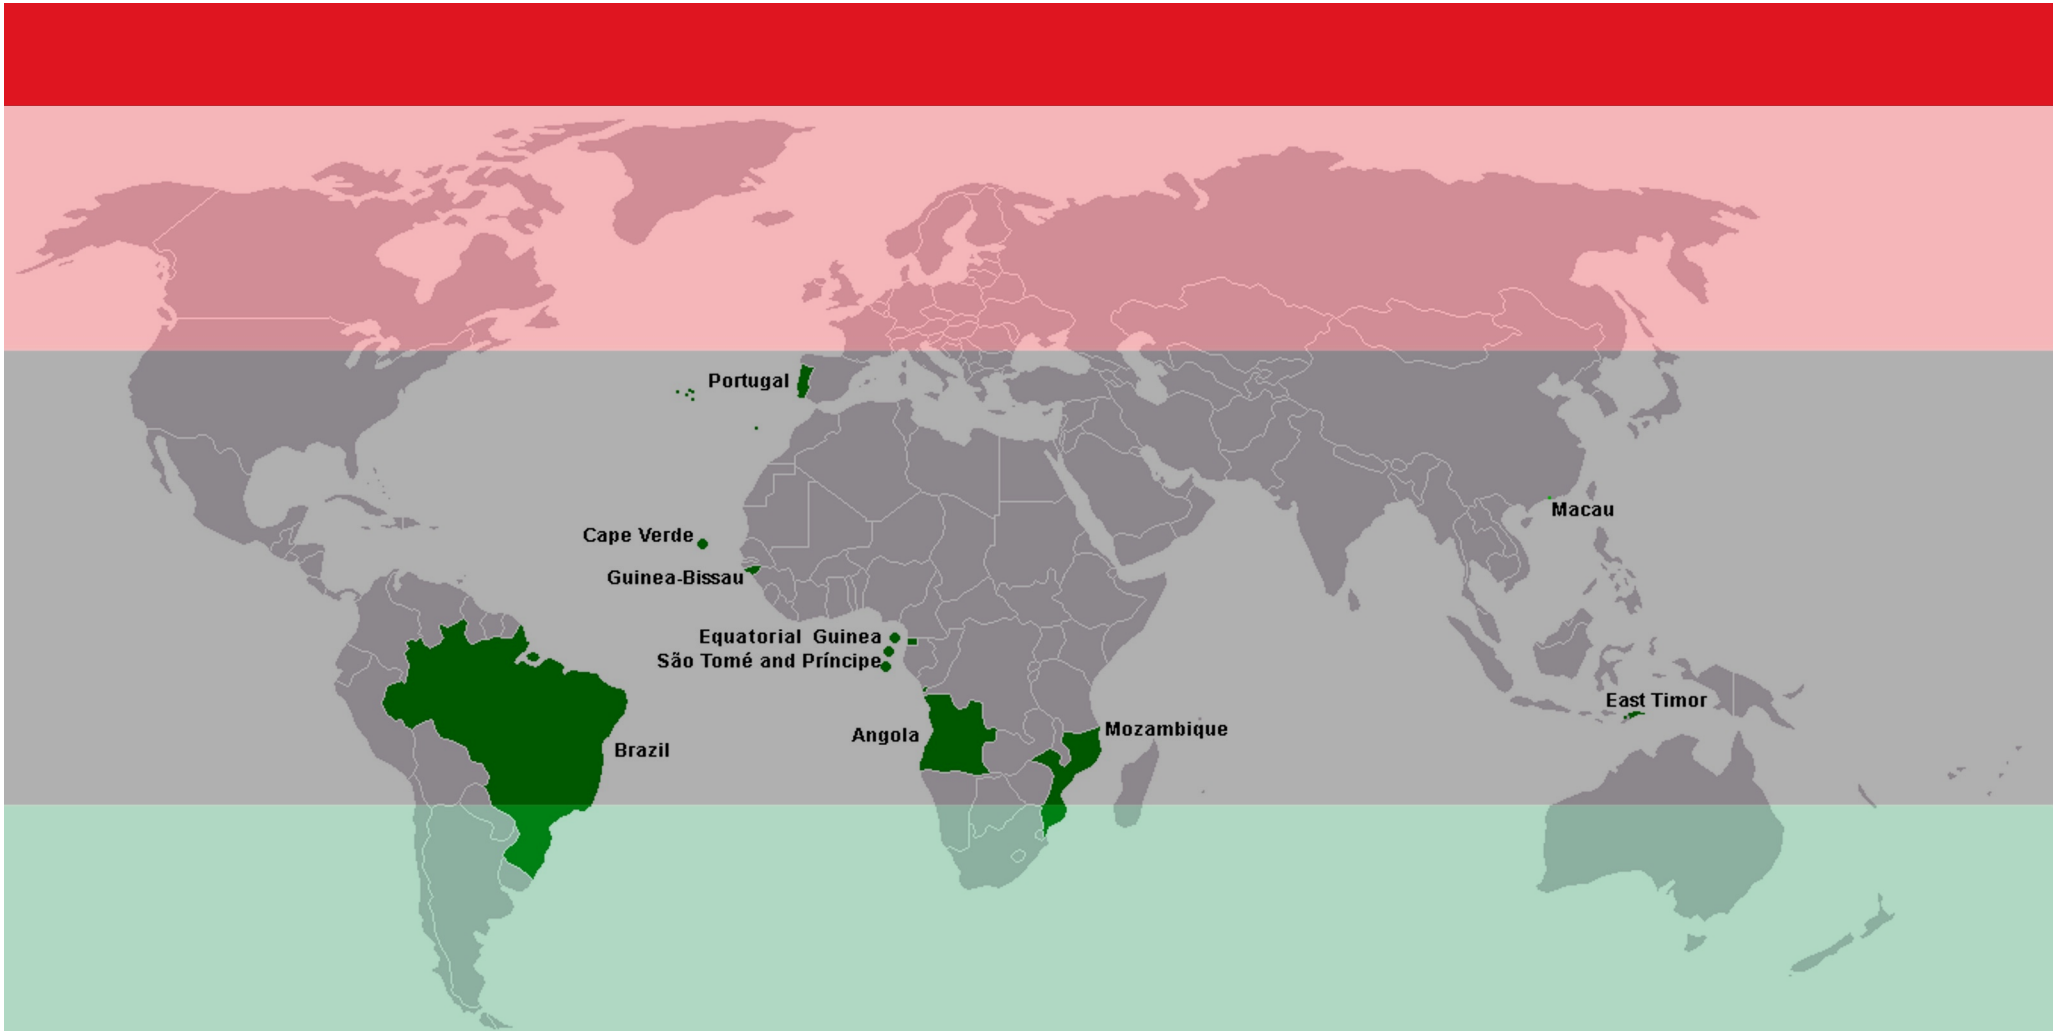 Portugal
Macau
Cape Verde
Guinea-Bissau
Equatorial Guinea
São Tomé and Príncipe
East Timor
Angola
Mozambique
Brazil